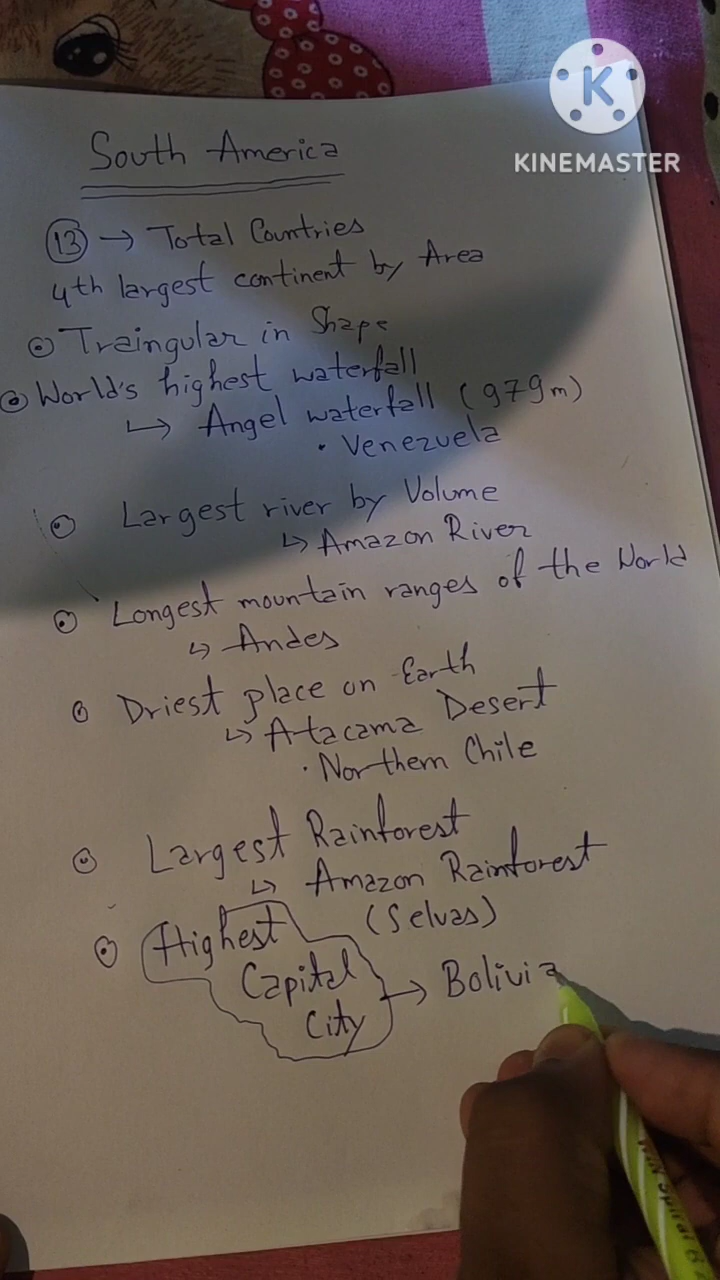 K
KINEMASTER
South America
13 → Total Countries
4th largest continent by Area
Traingular in Shape
World's highest waterfall
↳ Angel waterfall (979m)
• Venezuela
Largest river by Volume
↳ Amazon River
Longest mountain ranges of the World
↳ Andes
Driest place on Earth
↳ Atacama Desert
• Northern Chile
Largest Rainforest
↳ Amazon Rainforest
(Selvas)
Highest
Capital
City → Bolivia